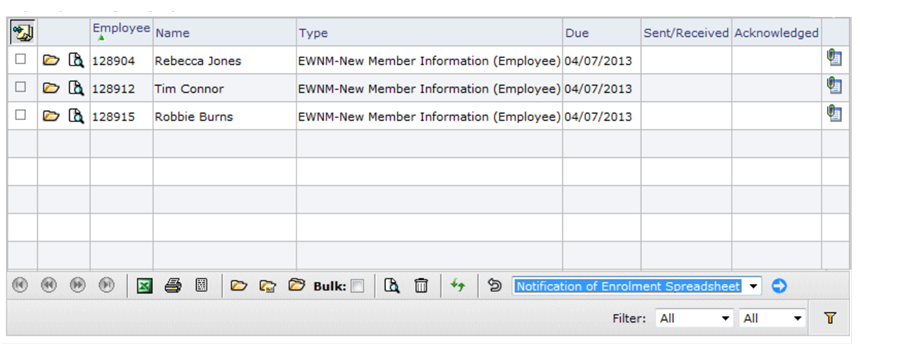 Employee Name Type Due Sent/Received Acknowledged
128904 Rebecca Jones EWNM-New Member Information (Employee) 04/07/2013
128912 Tim Connor EWNM-New Member Information (Employee) 04/07/2013
128915 Robbie Burns EWNM-New Member Information (Employee) 04/07/2013
Bulk: Notification of Enrolment Spreadsheet
Filter: All All